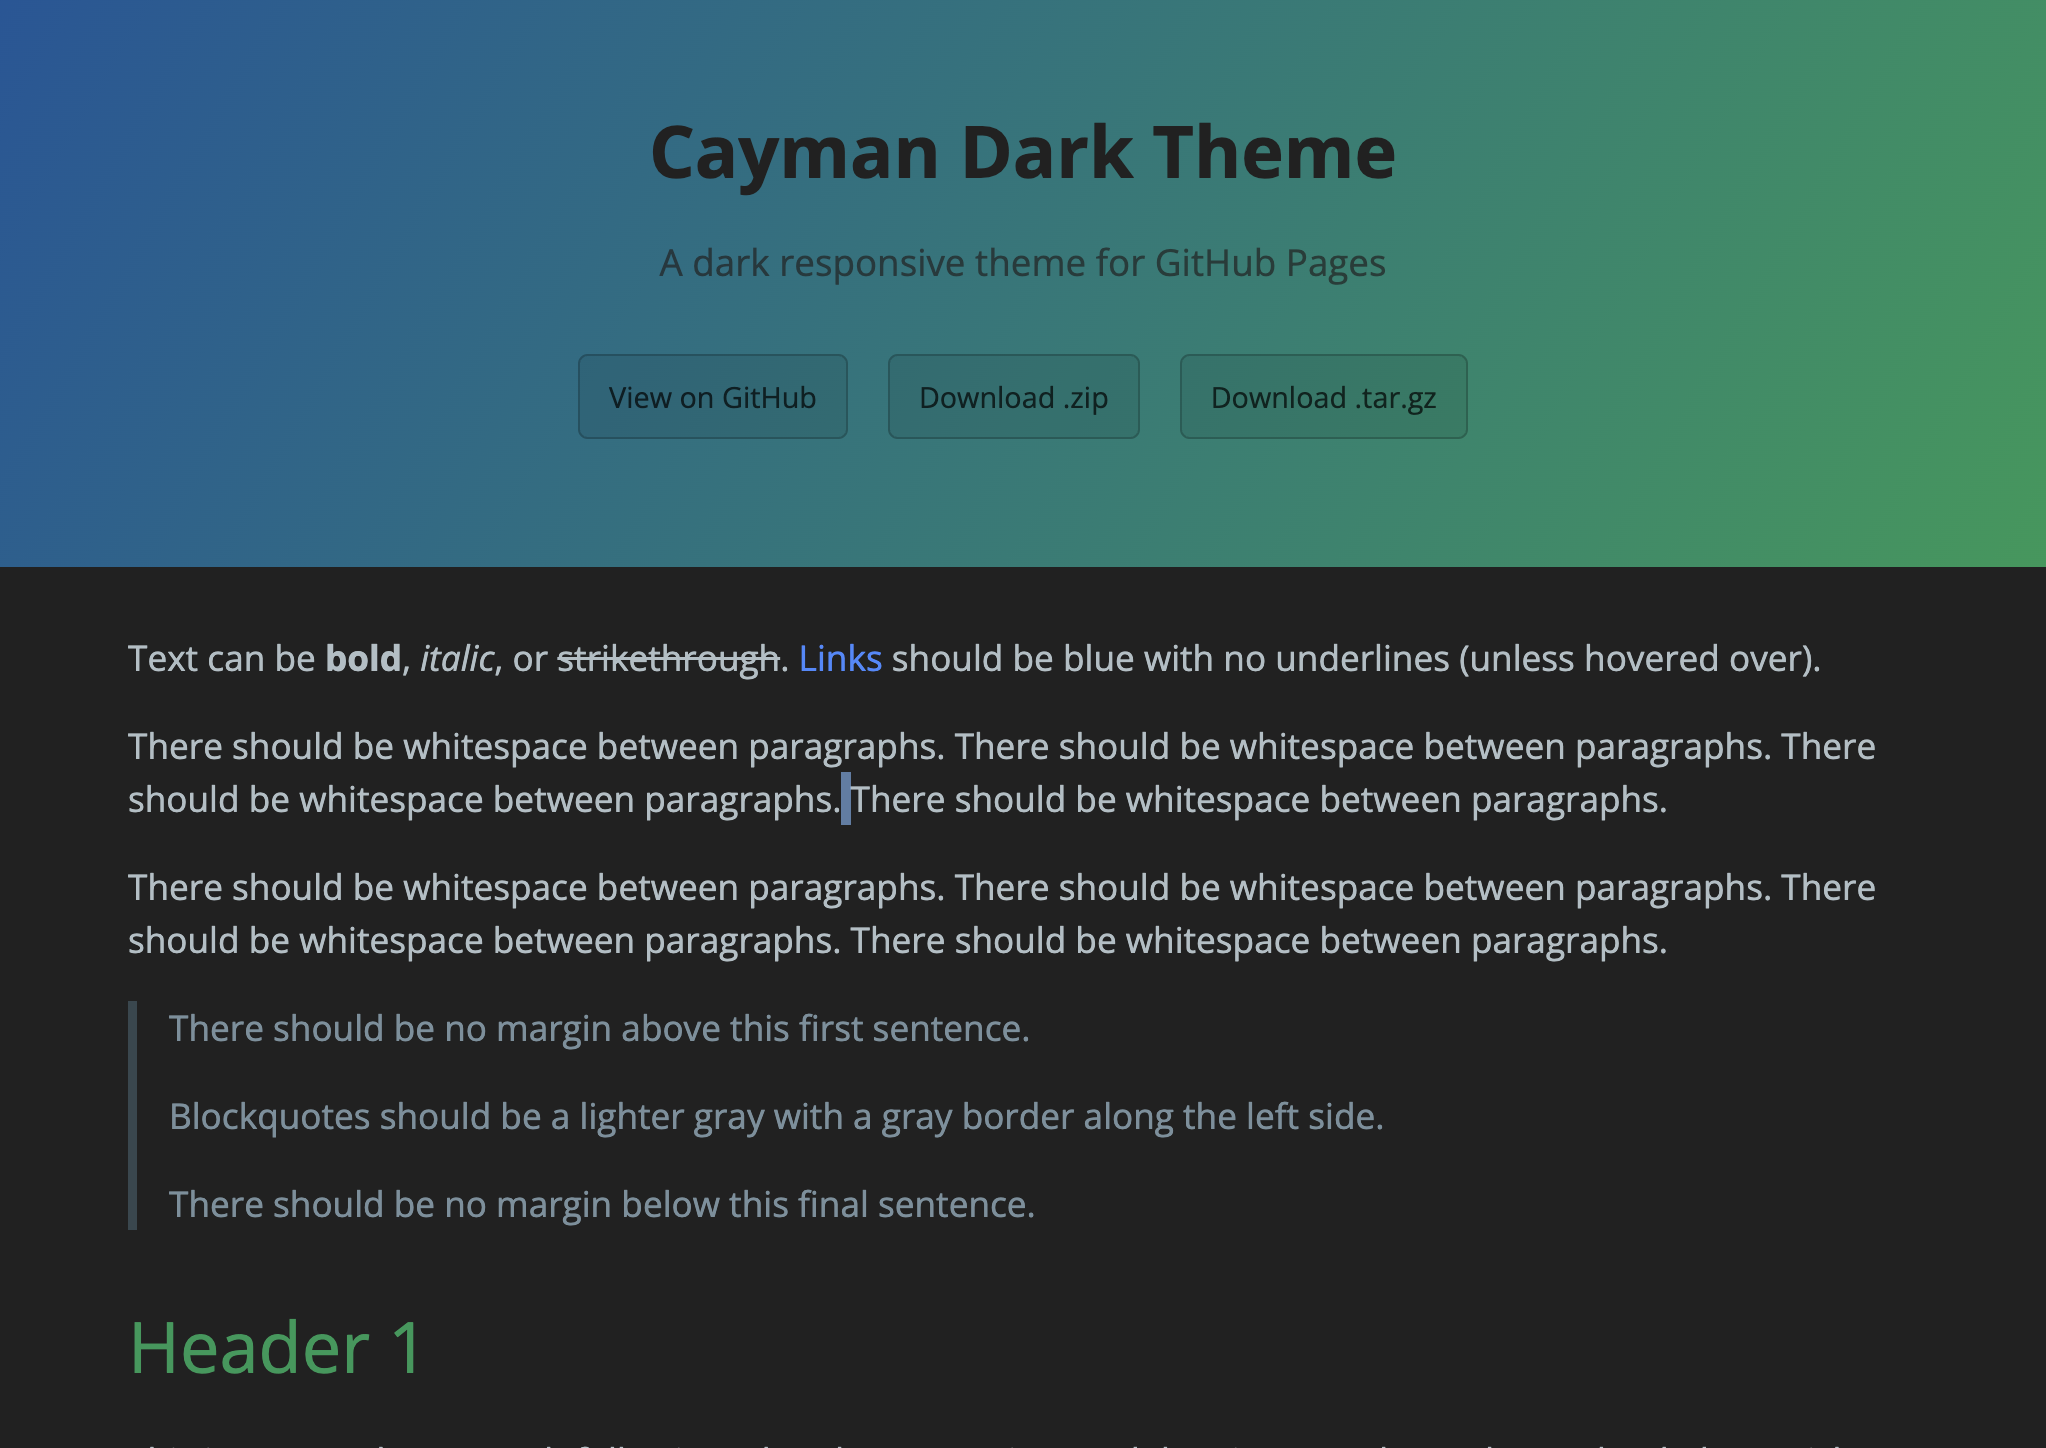 Cayman Dark Theme
A dark responsive theme for GitHub Pages
View on GitHub
Download .zip
Download .tar.gz
Text can be bold, italic, or strikethrough. Links should be blue with no underlines (unless hovered over).
There should be whitespace between paragraphs. There should be whitespace between paragraphs. There
should be whitespace between paragraphs. There should be whitespace between paragraphs.
There should be whitespace between paragraphs. There should be whitespace between paragraphs. There
should be whitespace between paragraphs. There should be whitespace between paragraphs.
There should be no margin above this first sentence.
Blockquotes should be a lighter gray with a gray border along the left side.
There should be no margin below this final sentence.
Header 1